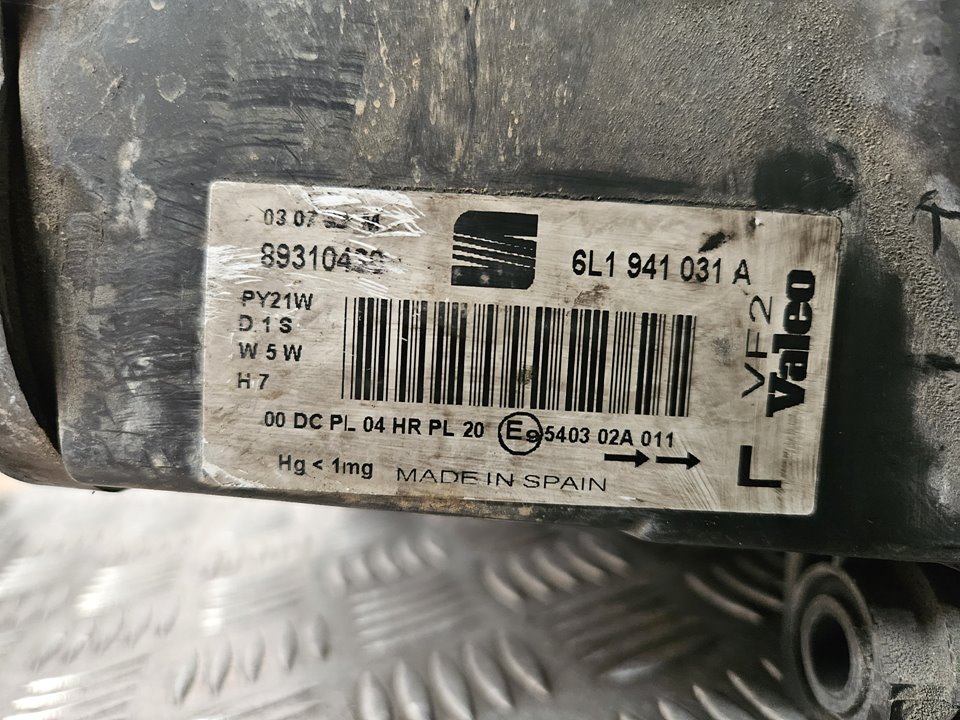 03 07
6L1 941 031 A
PY21W
D 1 S
W 5 W
H 7
VF2
Valeo
00 DC PL 04 HR PL 20 E9 5403 02A 011
Hg < 1mg MADE IN SPAIN
L